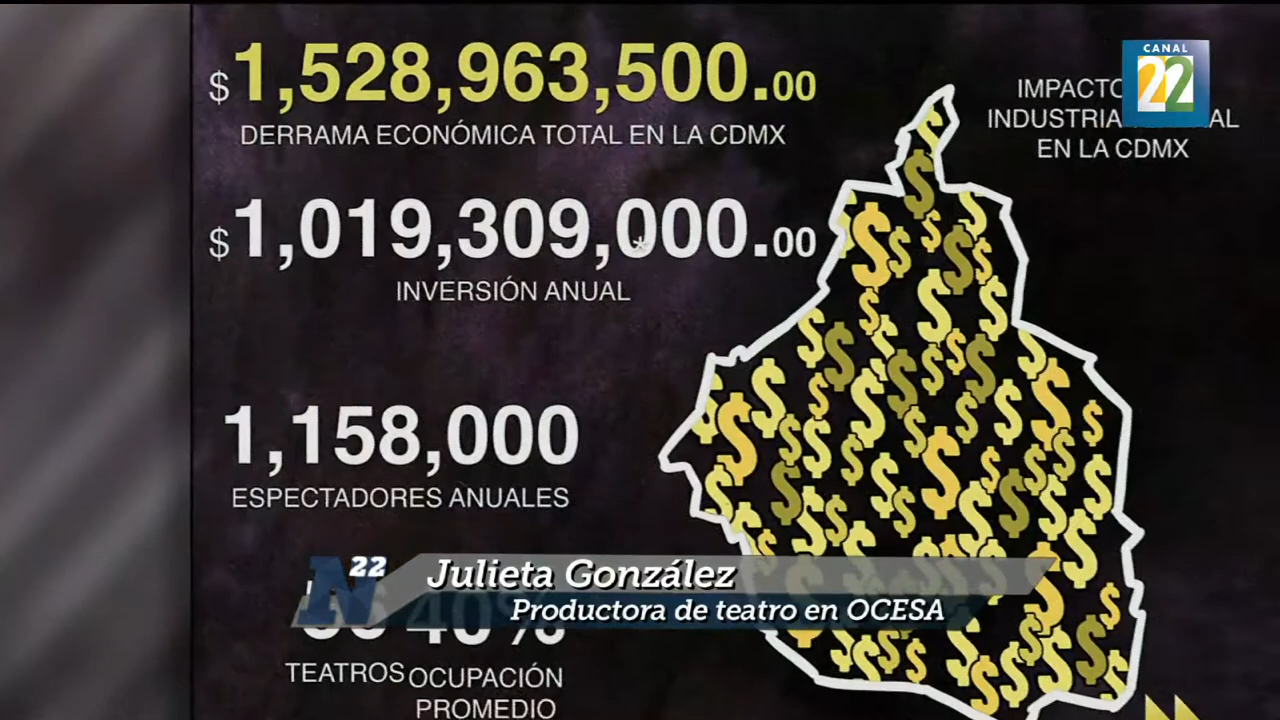 $1,528,963,500.00
DERRAMA ECONÓMICA TOTAL EN LA CDMX
$1,019,309,000.00
*
INVERSIÓN ANUAL
1,158,000
ESPECTADORES ANUALES
40%
TEATROS
OCUPACIÓN
PROMEDIO
IMPACTO
EN LA CDMX
CANAL
22
N22
Julieta González
Productora de teatro en OCESA